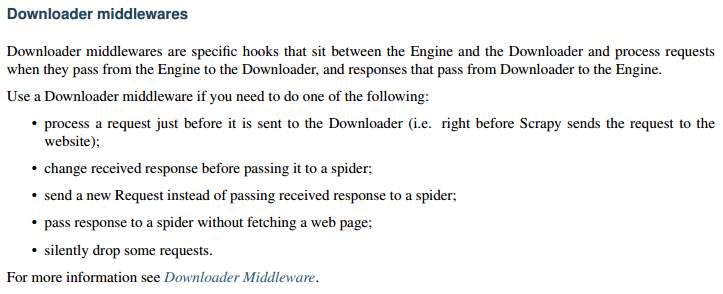 Downloader middlewares
Downloader middlewares are specific hooks that sit between the Engine and the Downloader and process requests
when they pass from the Engine to the Downloader, and responses that pass from Downloader to the Engine.
Use a Downloader middleware if you need to do one of the following:
• process a request just before it is sent to the Downloader (i.e. right before Scrapy sends the request to the
website);
• change received response before passing it to a spider;
• send a new Request instead of passing received response to a spider;
• pass response to a spider without fetching a web page;
• silently drop some requests.
For more information see Downloader Middleware.